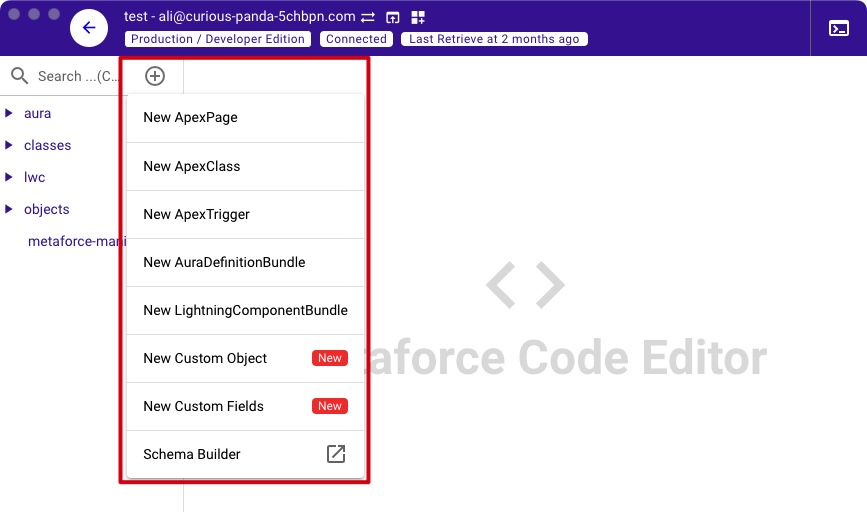 test - ali@curious-panda-5chbpn.com
Production / Developer Edition Connected Last Retrieve at 2 months ago
Search ...(C...
aura
classes
lwc
objects
metaforce-mani
New ApexPage
New ApexClass
New ApexTrigger
New AuraDefinitionBundle
New LightningComponentBundle
New Custom Object New
New Custom Fields New
Schema Builder
taforce Code Editor